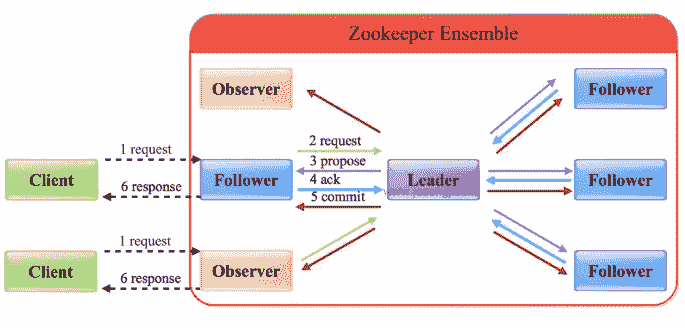 Zookeeper Ensemble
Observer
Follower
1 request
2 request
3 propose
Client
Follower
4 ack
Leader
Follower
6 response
5 commit
1 request
Client
Observer
Follower
6 response